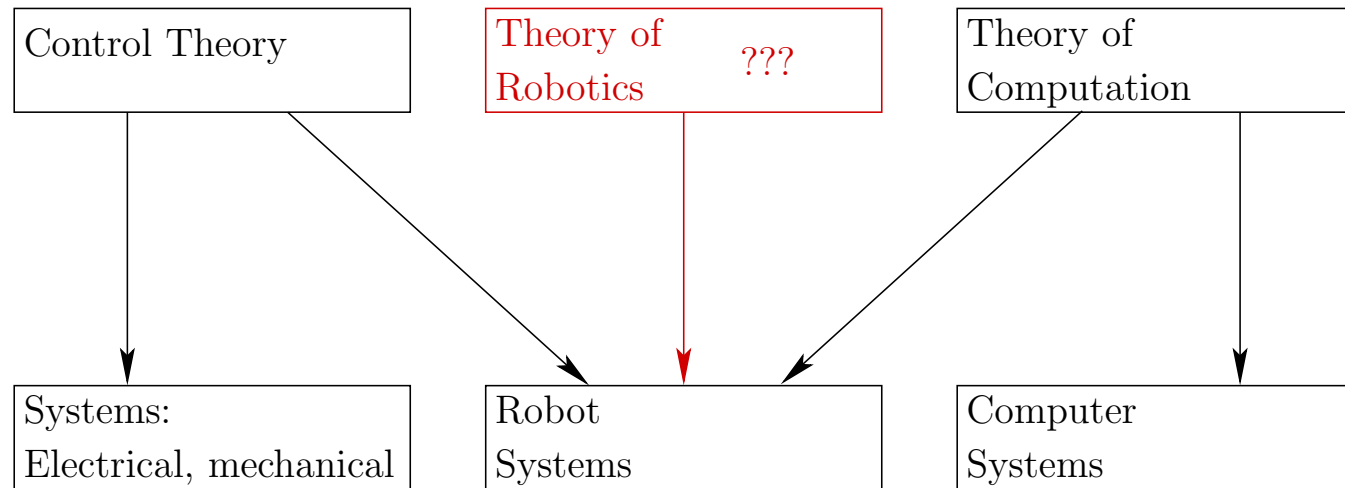 Control Theory
Theory of
Robotics
???
Theory of
Computation
Systems:
Electrical, mechanical
Robot
Systems
Computer
Systems